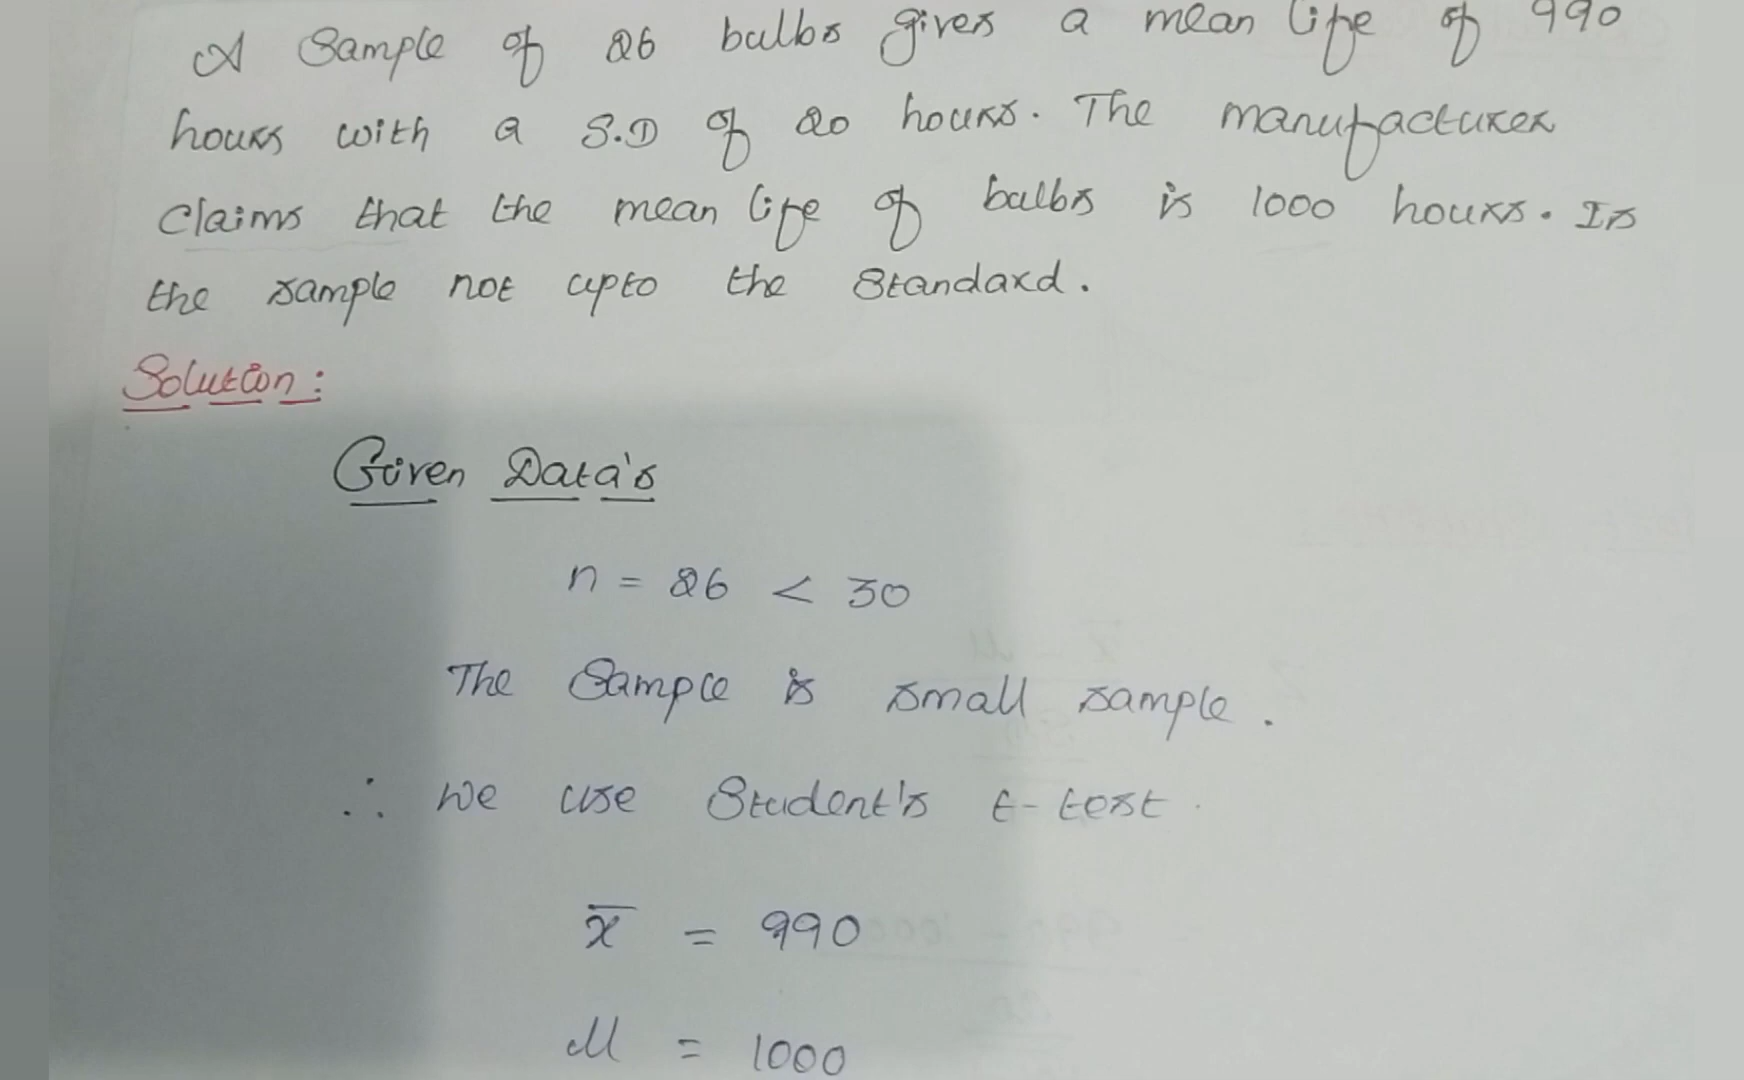 A Sample of 26 bulbs gives a mean life of 990
hours with a S.D of 20 hours. The manufacturer
claims that the mean life of bulbs is 1000 hours. Is
the sample not upto the Standard.
Solution:
Given Data's
n = 26 < 30
The Sample is small sample.
∴ we use Student's t-test.
x̄ = 990
μ = 1000